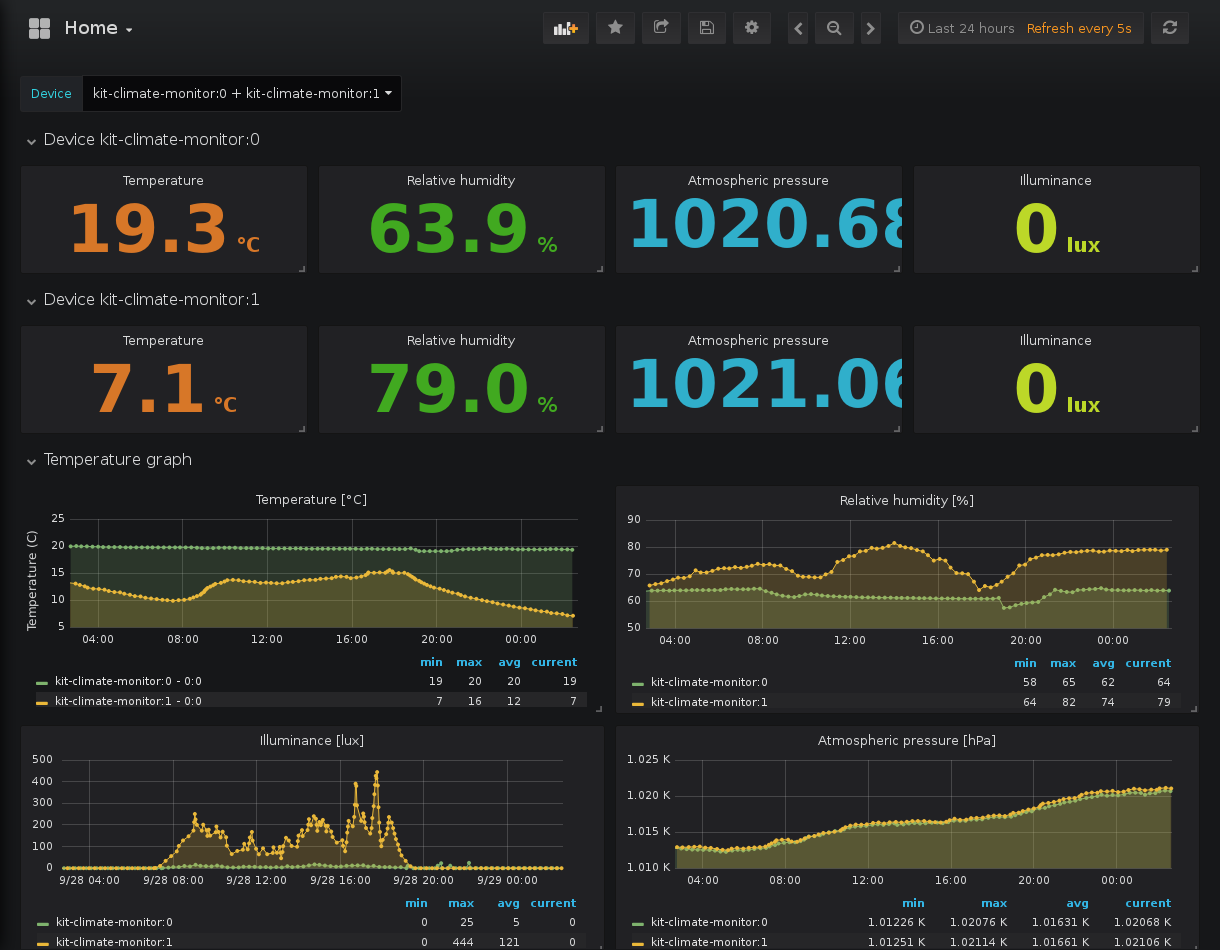 Home
Last 24 hours Refresh every 5s
Device kit-climate-monitor:0 + kit-climate-monitor:1
Device kit-climate-monitor:0
Temperature Relative humidity Atmospheric pressure Illuminance
19.3 °C 63.9 % 1020.68 0 lux
Device kit-climate-monitor:1
Temperature Relative humidity Atmospheric pressure Illuminance
7.1 °C 79.0 % 1021.06 0 lux
Temperature graph
Temperature [°C]
Temperature (C)
25
20
15
10
5
04:00 08:00 12:00 16:00 20:00 00:00
min max avg current
kit-climate-monitor:0 - 0:0 19 20 20 19
kit-climate-monitor:1 - 0:0 7 16 12 7
Relative humidity [%]
90
80
70
60
50
04:00 08:00 12:00 16:00 20:00 00:00
min max avg current
kit-climate-monitor:0 58 65 62 64
kit-climate-monitor:1 64 82 74 79
Illuminance [lux]
500
400
300
200
100
0
9/28 04:00 9/28 08:00 9/28 12:00 9/28 16:00 9/28 20:00 9/29 00:00
min max avg current
kit-climate-monitor:0 0 25 5 0
kit-climate-monitor:1 0 444 121 0
Atmospheric pressure [hPa]
1.025 K
1.020 K
1.015 K
1.010 K
04:00 08:00 12:00 16:00 20:00 00:00
min max avg current
kit-climate-monitor:0 1.01226 K 1.02076 K 1.01631 K 1.02068 K
kit-climate-monitor:1 1.01251 K 1.02114 K 1.01661 K 1.02106 K